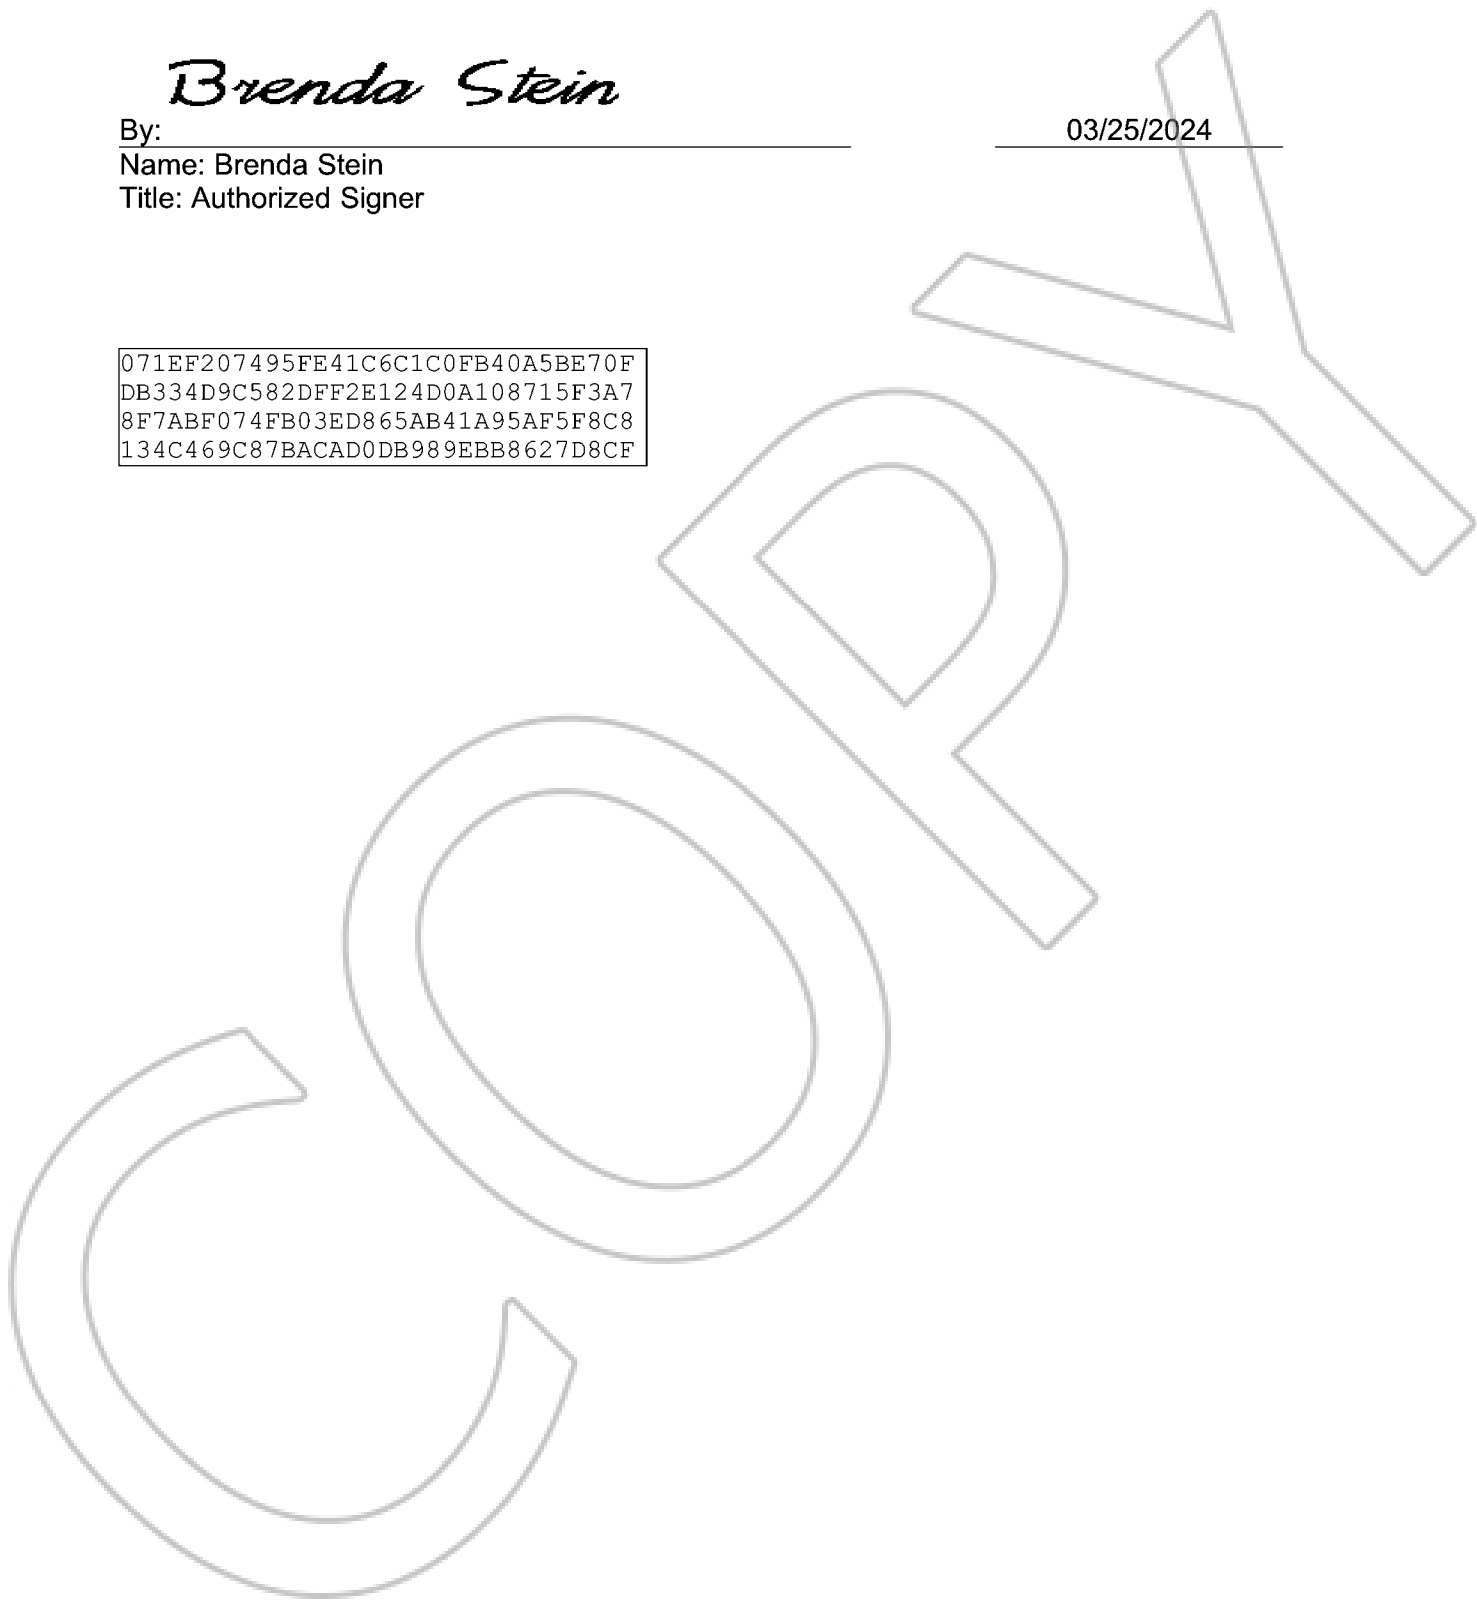 Brenda Stein
By: 03/25/2024
Name: Brenda Stein
Title: Authorized Signer
071EF207495FE41C6C1C0FB40A5BE70F
DB334D9C582DFF2E124D0A108715F3A7
8F7ABF074FB03ED865AB41A95AF5F8C8
134C469C87BACAD0DB989EBB8627D8CF
COPY